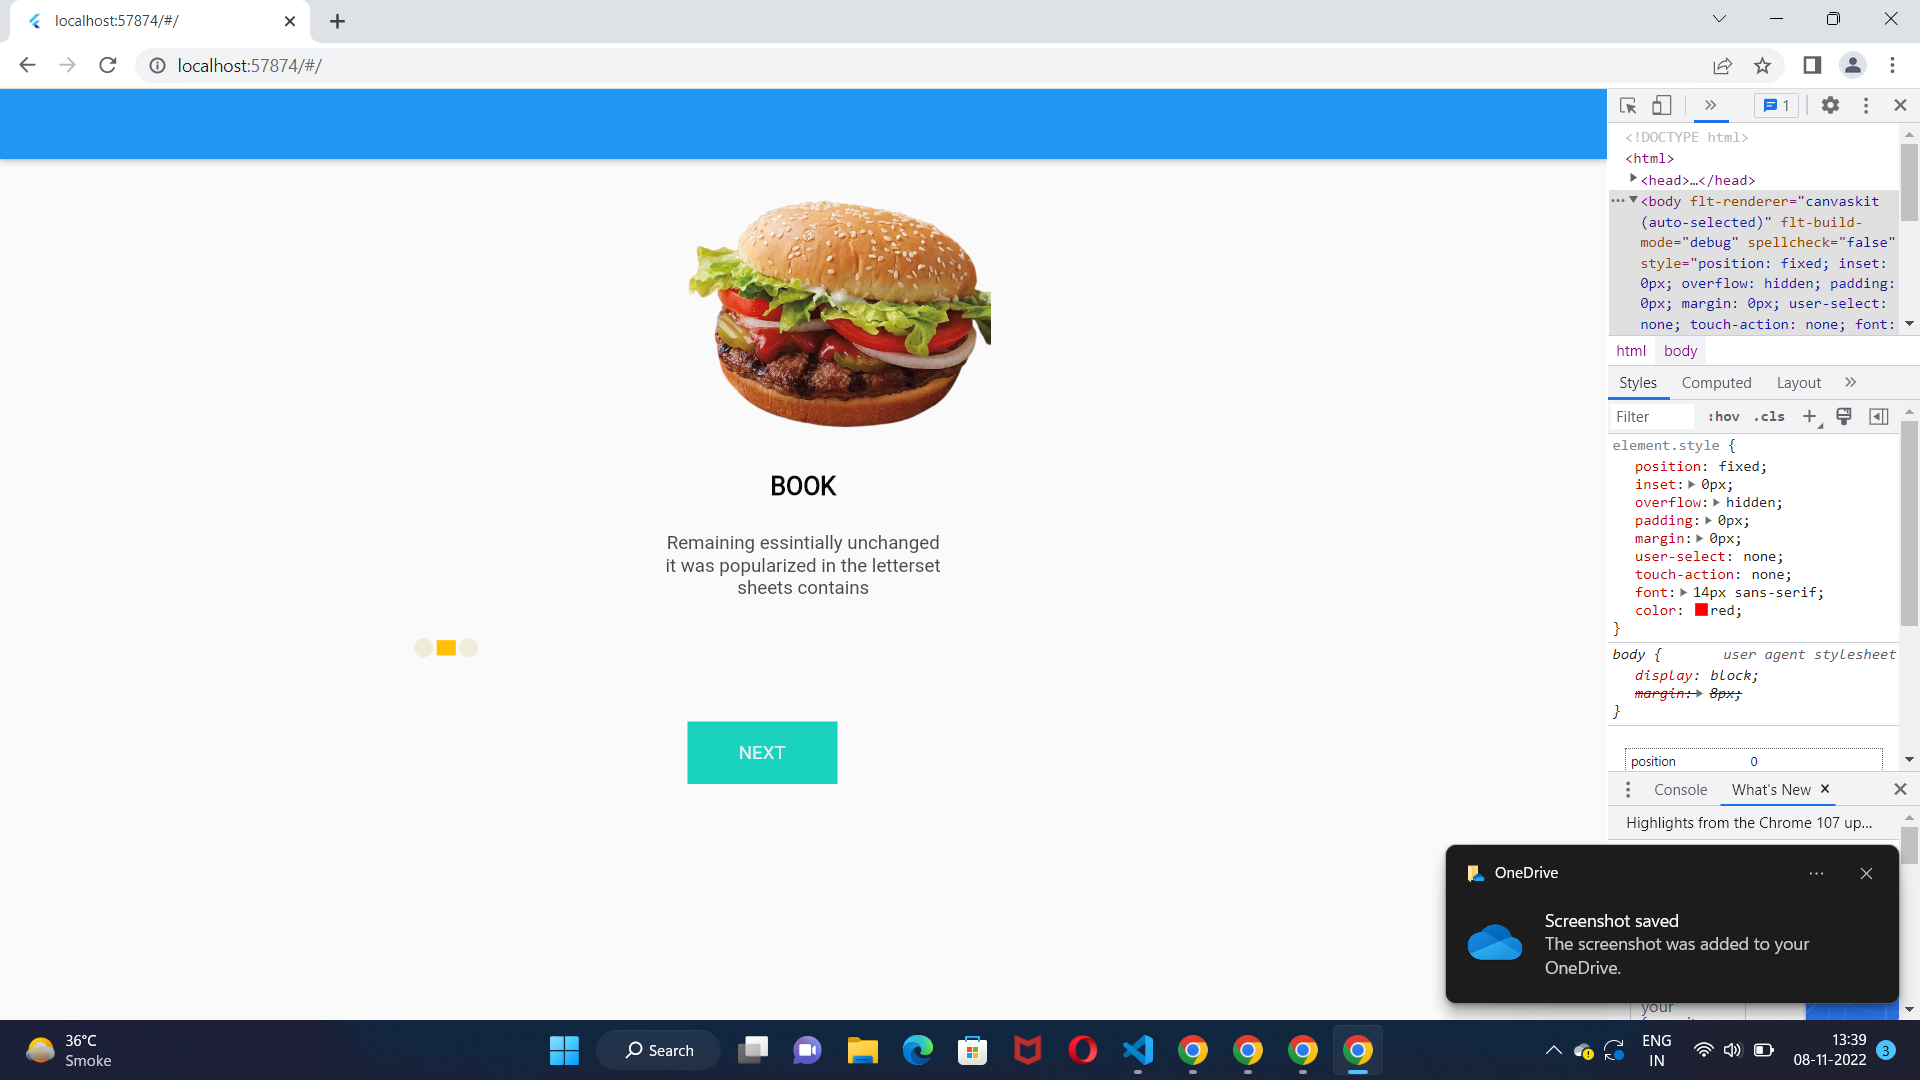 localhost:57874/#/
localhost:57874/#/
1
<!DOCTYPE html>
<html>
<head>…</head>
<body flt-renderer="canvaskit
(auto-selected)" flt-build-
mode="debug" spellcheck="false"
style="position: fixed; inset:
0px; overflow: hidden; padding:
0px; margin: 0px; user-select:
none; touch-action: none; font:
html body
Styles Computed Layout
Filter :hov .cls
element.style {
position: fixed;
inset: 0px;
overflow: hidden;
padding: 0px;
margin: 0px;
user-select: none;
touch-action: none;
font: 14px sans-serif;
color: red;
}
body { user agent stylesheet
display: block;
margin: 8px;
}
position 0
Console What's New
Highlights from the Chrome 107 up...
your
BOOK
Remaining essintially unchanged
it was popularized in the letterset
sheets contains
NEXT
OneDrive
Screenshot saved
The screenshot was added to your
OneDrive.
36°C
Smoke
Search
ENG
IN
13:39
08-11-2022
3